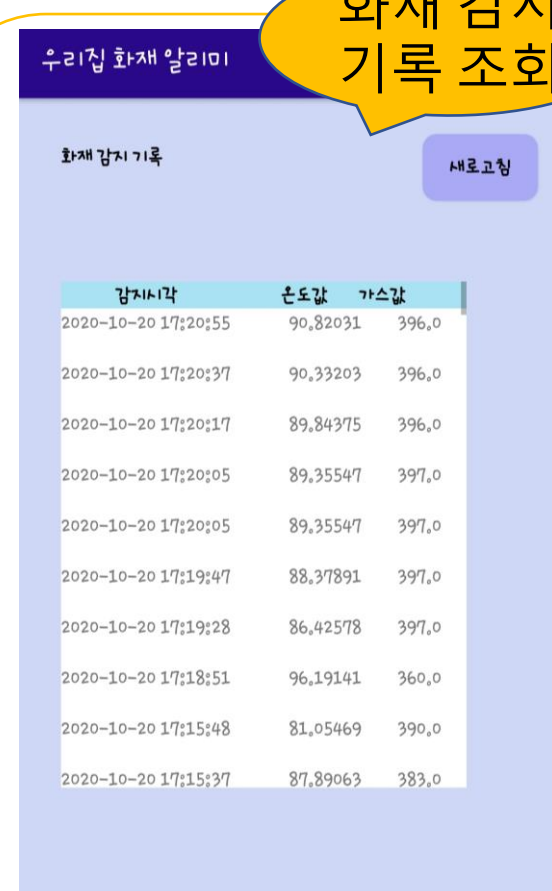 화재 감지
기록 조회
우리집 화재 알리미
화재 감지 기록
새로고침
감지시각 온도값 가스값
2020-10-20 17:20:55 90.82031 396.0
2020-10-20 17:20:37 90.33203 396.0
2020-10-20 17:20:17 89.84375 396.0
2020-10-20 17:20:05 89.35547 397.0
2020-10-20 17:20:05 89.35547 397.0
2020-10-20 17:19:47 88.37891 397.0
2020-10-20 17:19:28 86.42578 397.0
2020-10-20 17:18:51 96.19141 360.0
2020-10-20 17:15:48 81.05469 390.0
2020-10-20 17:15:37 87.89063 383.0